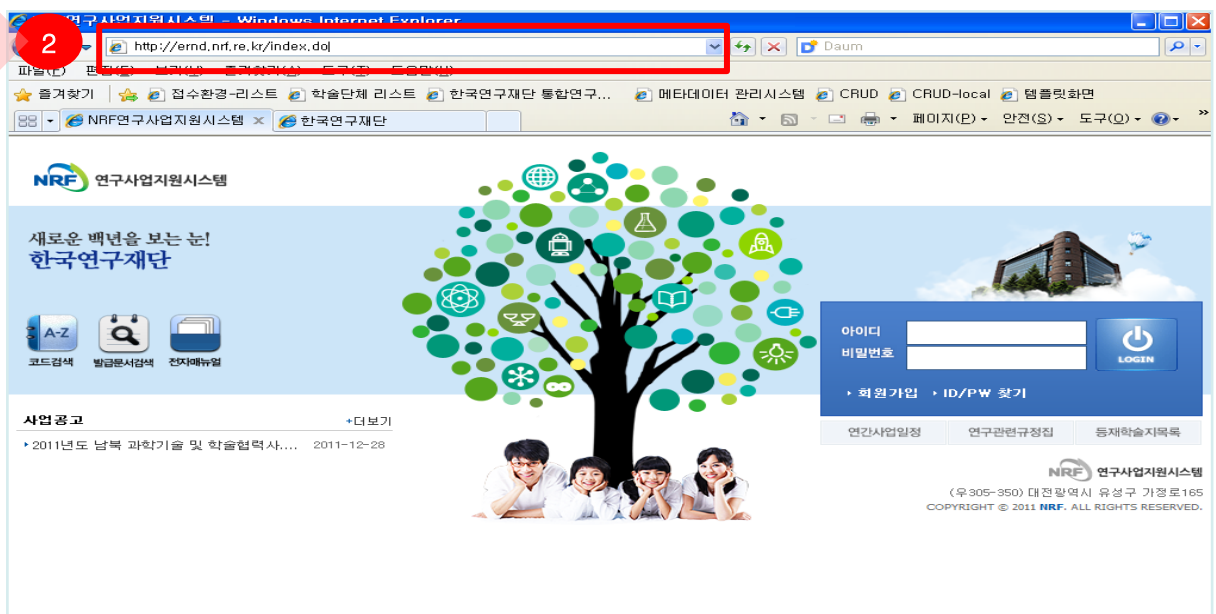 연구사업지원시스템 - Windows Internet Explorer
2
http://ernd.nrf.re.kr/index.do
Daum
즐겨찾기 접수환경-리스트 학술단체 리스트 한국연구재단 통합연구... 메타데이터 관리시스템 CRUD CRUD-local 템플릿화면
NRF연구사업지원시스템 한국연구재단 페이지(P) 안전(S) 도구(O)
NRF 연구사업지원시스템
새로운 백년을 보는 눈!
한국연구재단
A-Z
코드검색 발급문서검색 전자매뉴얼
아이디
비밀번호
LOGIN
회원가입 ID/PW 찾기
사업공고 +더보기
2011년도 남북 과학기술 및 학술협력사.... 2011-12-28
연간사업일정 연구관련규정집 등재학술지목록
NRF 연구사업지원시스템
(우305-350) 대전광역시 유성구 가정로165
COPYRIGHT © 2011 NRF. ALL RIGHTS RESERVED.